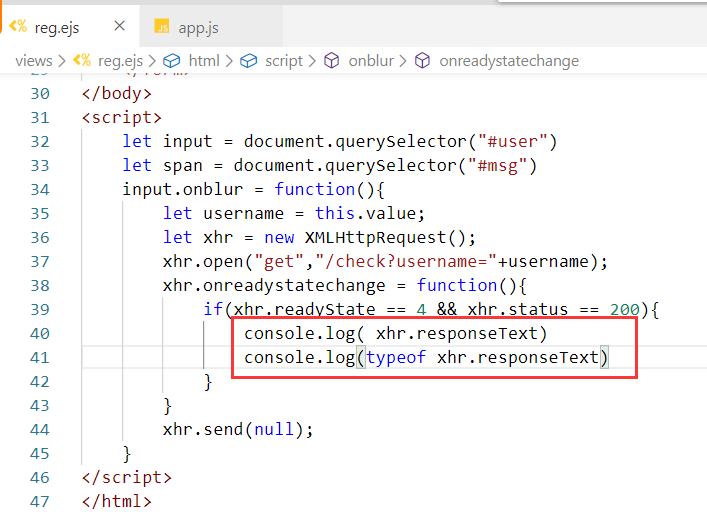 reg.ejs × JS app.js
views > reg.ejs > html > script > onblur > onreadystatechange
30 </body>
31 <script>
32 let input = document.querySelector("#user")
33 let span = document.querySelector("#msg")
34 input.onblur = function(){
35 let username = this.value;
36 let xhr = new XMLHttpRequest();
37 xhr.open("get","/check?username="+username);
38 xhr.onreadystatechange = function(){
39 if(xhr.readyState == 4 && xhr.status == 200){
40 console.log( xhr.responseText)
41 console.log(typeof xhr.responseText)
42 }
43 }
44 xhr.send(null);
45 }
46 </script>
47 </html>